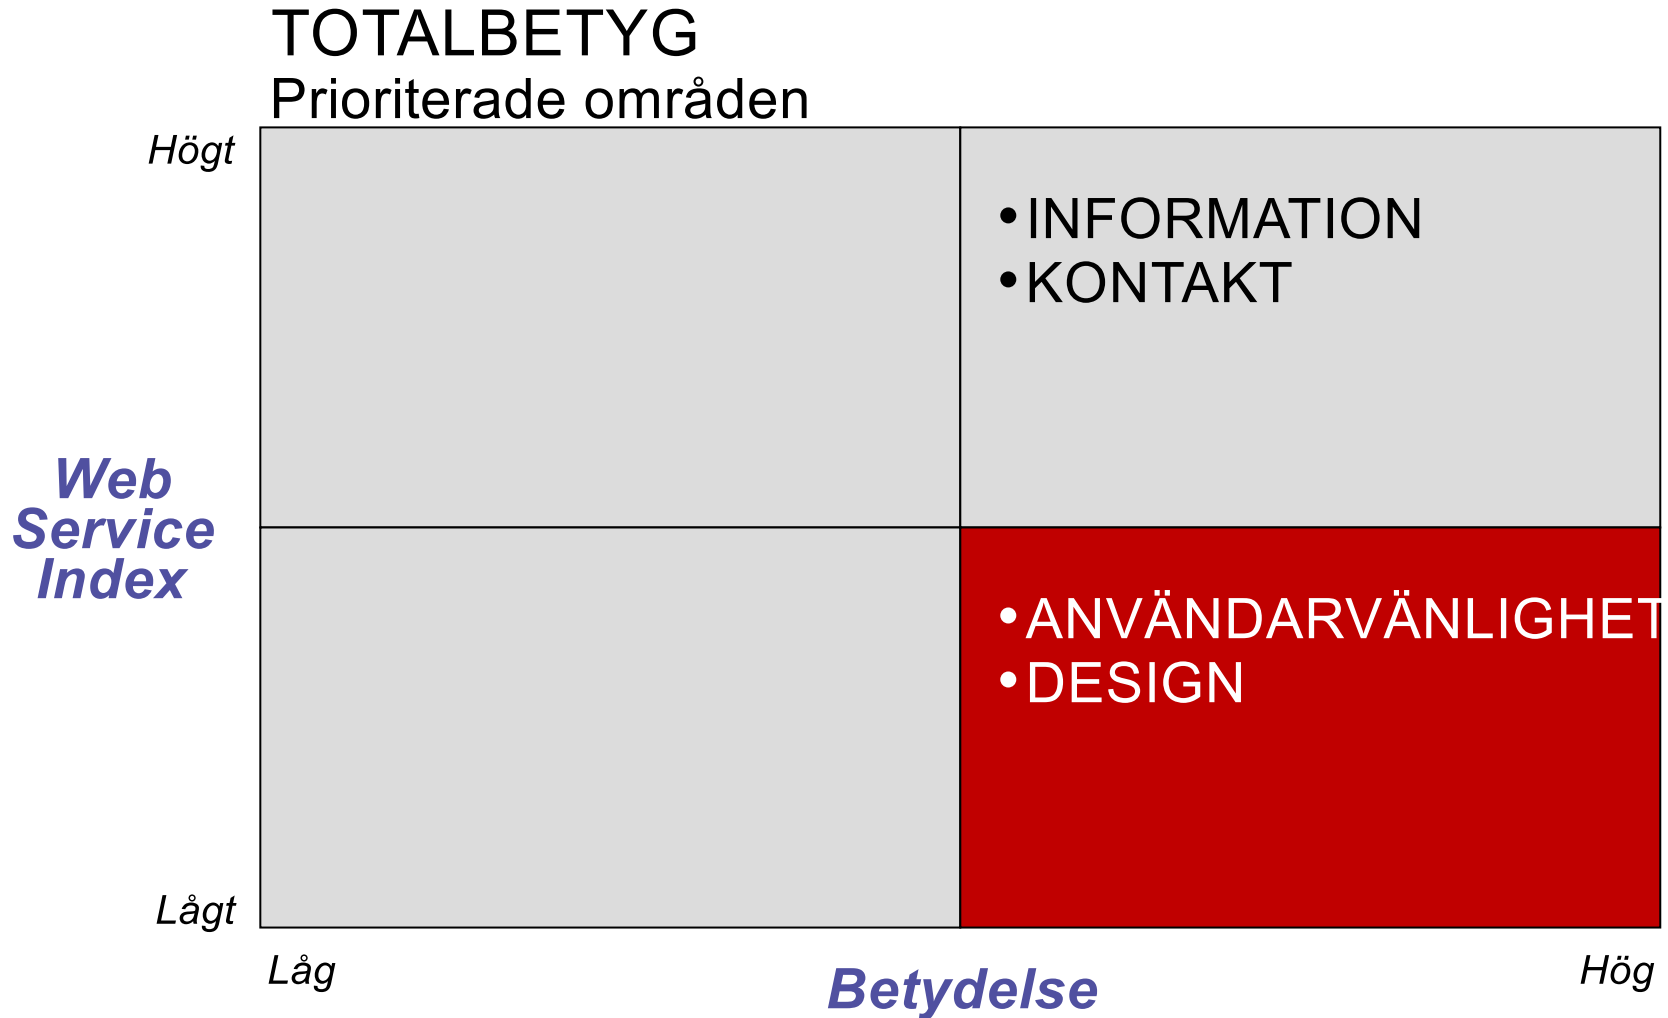 TOTALBETYG
Prioriterade områden
Högt
•INFORMATION
•KONTAKT
Web
Service
Index
•ANVÄNDARVÄNLIGHET
•DESIGN
Lågt
Låg
Betydelse
Hög